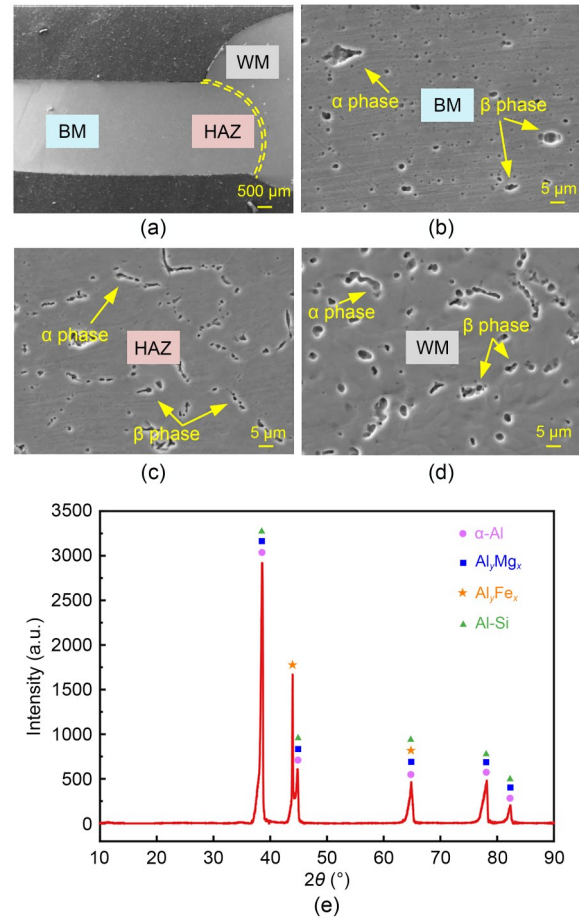 WM
BM
HAZ
500 μm
(a)
α phase
BM
β phase
5 μm
(b)
α phase
HAZ
β phase
5 μm
(c)
α phase
β phase
WM
5 μm
(d)
3500
3000
2500
2000
1500
1000
500
0
Intensity (a.u.)
α-Al
AlyMgx
AlyFex
Al-Si
10 20 30 40 50 60 70 80 90
2θ (°)
(e)